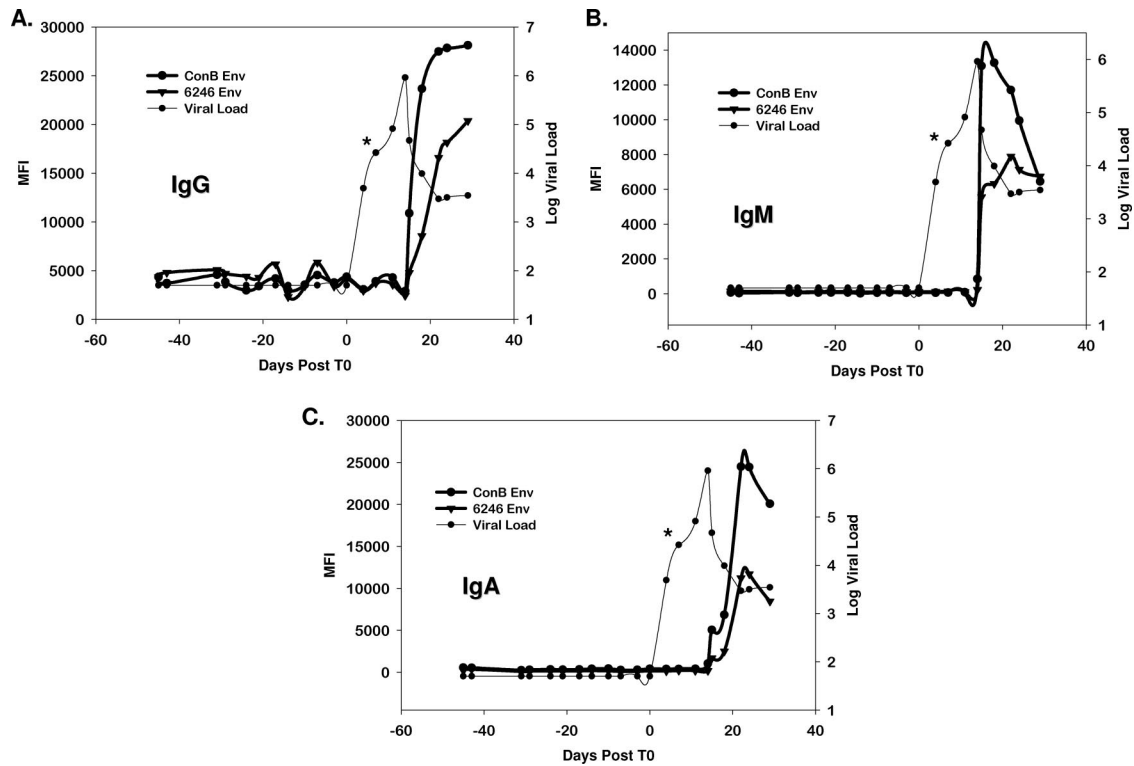 A.
30000
25000
20000
15000
10000
5000
0
MFI
ConB Env
6246 Env
Viral Load
*
IgG
7
6
5
4
3
2
1
Log Viral Load
-60 -40 -20 0 20 40
Days Post T0
B.
14000
12000
10000
8000
6000
4000
2000
0
MFI
ConB Env
6246 Env
Viral Load
*
IgM
6
5
4
3
2
1
Log Viral Load
-60 -40 -20 0 20 40
Days Post T0
C.
30000
25000
20000
15000
10000
5000
0
MFI
ConB Env
6246 Env
Viral Load
*
IgA
7
6
5
4
3
2
1
Log Viral Load
-60 -40 -20 0 20 40
Days Post T0